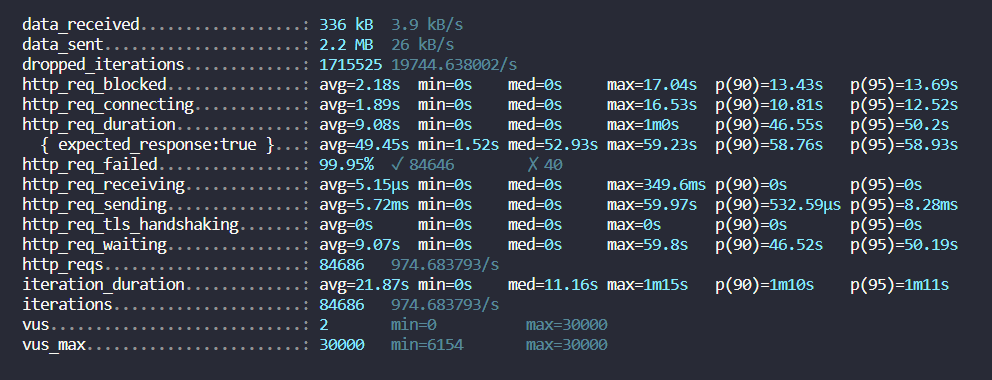 data_received..................: 336 kB 3.9 kB/s
data_sent......................: 2.2 MB 26 kB/s
dropped_iterations.............: 1715525 19744.638002/s
http_req_blocked...............: avg=2.18s min=0s med=0s max=17.04s p(90)=13.43s p(95)=13.69s
http_req_connecting............: avg=1.89s min=0s med=0s max=16.53s p(90)=10.81s p(95)=12.52s
http_req_duration..............: avg=9.08s min=0s med=0s max=1m0s p(90)=46.55s p(95)=50.2s
{ expected_response:true }...: avg=49.45s min=1.52s med=52.93s max=59.23s p(90)=58.76s p(95)=58.93s
http_req_failed................: 99.95% ✓ 84646 ✗ 40
http_req_receiving.............: avg=5.15µs min=0s med=0s max=349.6ms p(90)=0s p(95)=0s
http_req_sending...............: avg=5.72ms min=0s med=0s max=59.97s p(90)=532.59µs p(95)=8.28ms
http_req_tls_handshaking.......: avg=0s min=0s med=0s max=0s p(90)=0s p(95)=0s
http_req_waiting...............: avg=9.07s min=0s med=0s max=59.8s p(90)=46.52s p(95)=50.19s
http_reqs......................: 84686 974.683793/s
iteration_duration.............: avg=21.87s min=0s med=11.16s max=1m15s p(90)=1m10s p(95)=1m11s
iterations.....................: 84686 974.683793/s
vus............................: 2 min=0 max=30000
vus_max........................: 30000 min=6154 max=30000